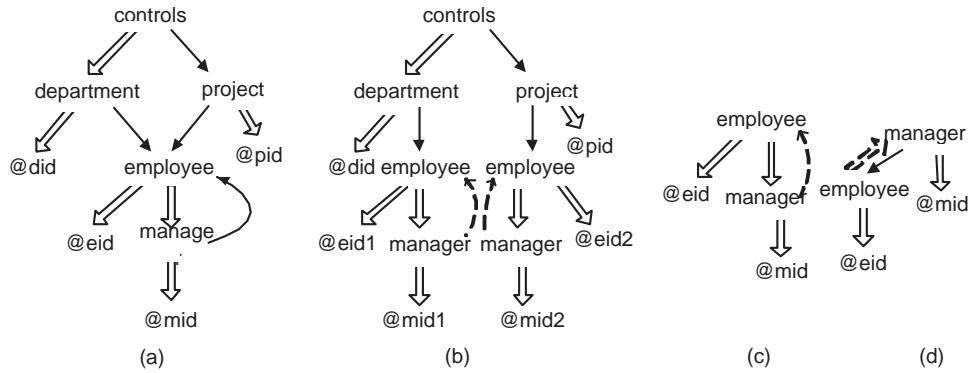 controls
department
project
@did
employee
@pid
@eid
manage
@mid
(a)
controls
department
project
@did employee employee
@pid
@eid1 manager manager @eid2
@mid1 @mid2
(b)
employee
@eid
manager
@mid
(c)
manager
employee
@mid
@eid
(d)